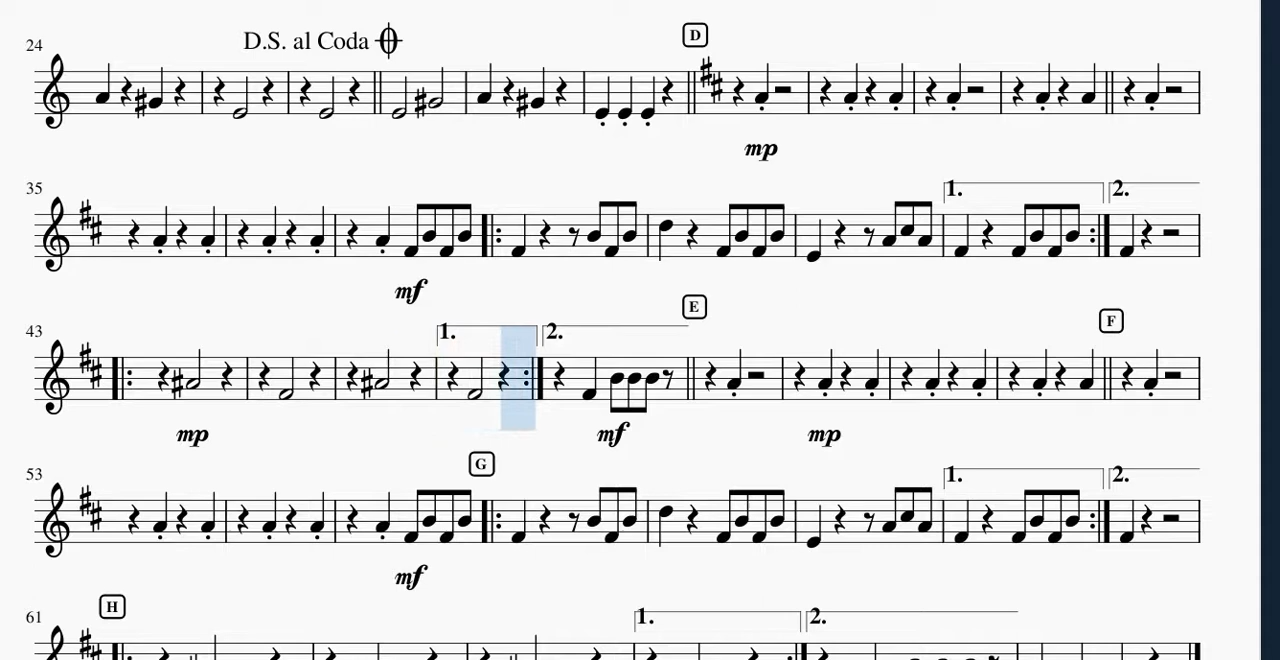 D.S. al Coda
D
24
mp
35
1.
2.
mf
E
F
43
1.
2.
mp
mf
mp
G
53
1.
2.
mf
H
61
1.
2.